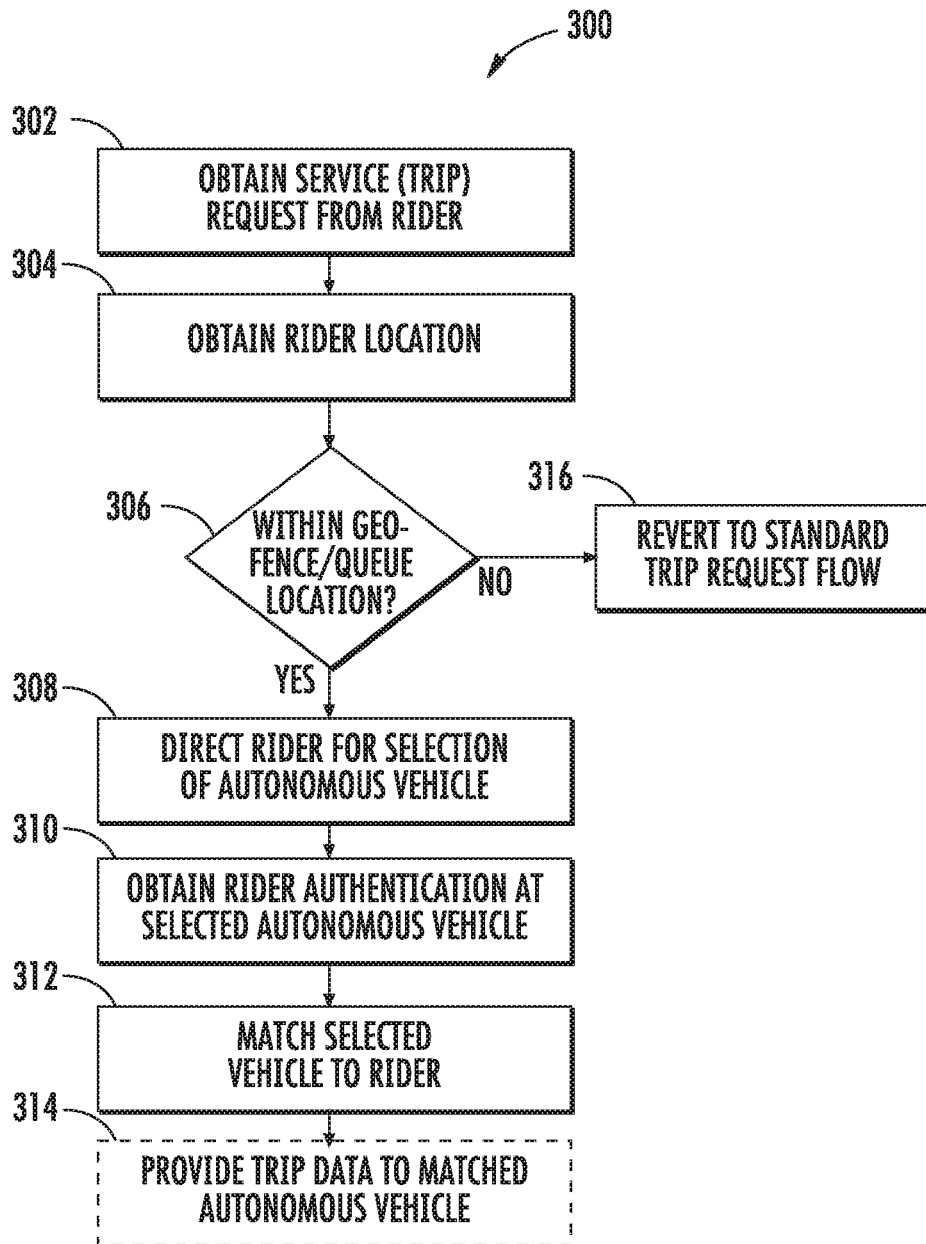 300
302
OBTAIN SERVICE (TRIP)
REQUEST FROM RIDER
304
OBTAIN RIDER LOCATION
306
WITHIN GEO-
FENCE/QUEUE
LOCATION?
NO
316
REVERT TO STANDARD
TRIP REQUEST FLOW
YES
308
DIRECT RIDER FOR SELECTION
OF AUTONOMOUS VEHICLE
310
OBTAIN RIDER AUTHENTICATION AT
SELECTED AUTONOMOUS VEHICLE
312
MATCH SELECTED
VEHICLE TO RIDER
314
PROVIDE TRIP DATA TO MATCHED
AUTONOMOUS VEHICLE